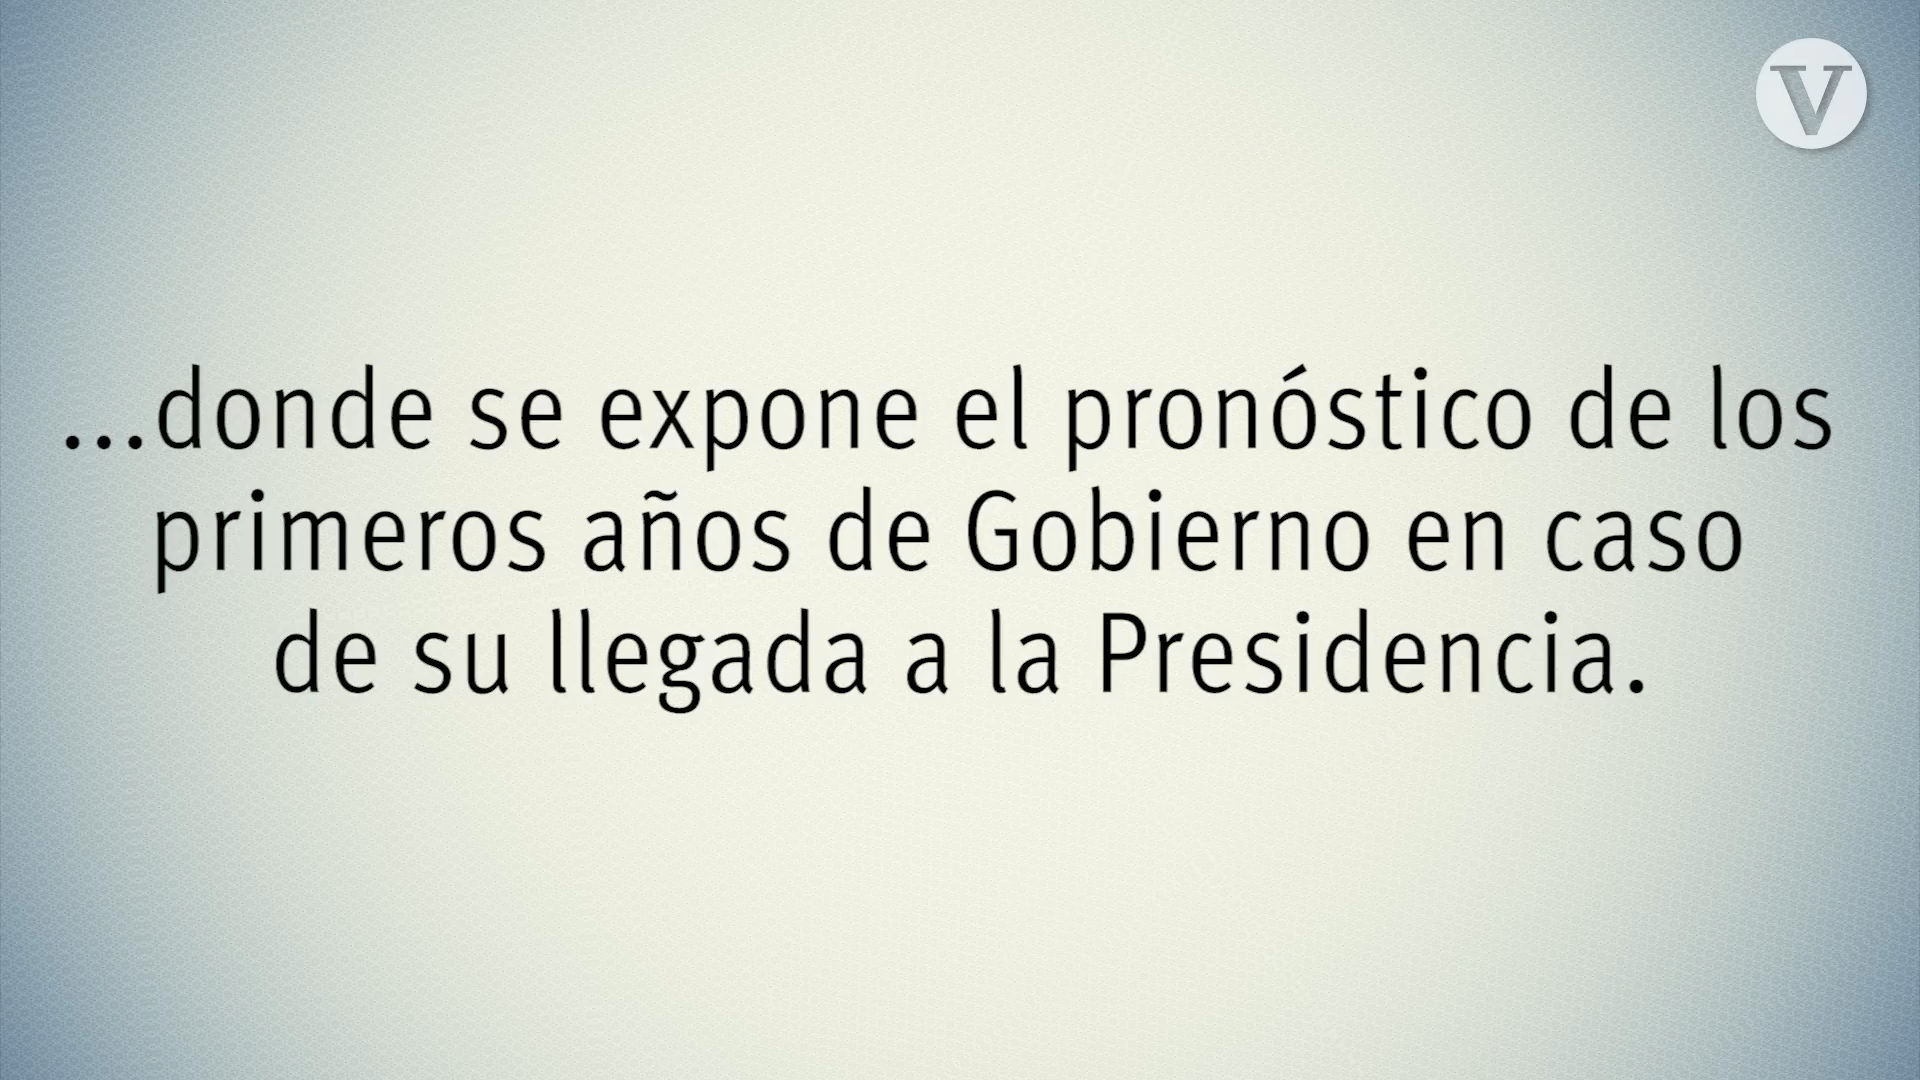 V
...donde se expone el pronóstico de los
primeros años de Gobierno en caso
de su llegada a la Presidencia.